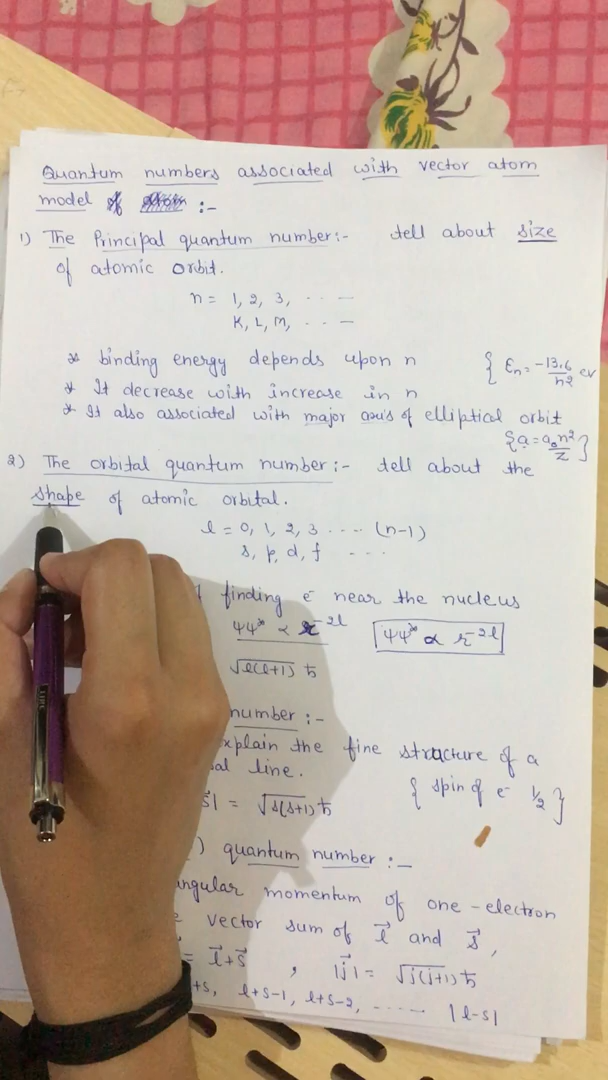 Quantum numbers associated with vector atom
model of :-
1) The Principal quantum number:- tell about size
of atomic orbit.
n = 1, 2, 3, . . . —
K, L, M, . . . —
* binding energy depends upon n { En = -13.6/n2 ev
* It decrease with increase in n
* It also associated with major axis of elliptical orbit
{a = a0n2/Z}
2) The orbital quantum number :- tell about the
shape of atomic orbital.
l = 0, 1, 2, 3 ---- (n-1)
s, p, d, f ...
finding e- near the nucleus
ψψ* ∝ r-2l ψψ* ∝ r-2l
√l(l+1) ħ
number :-
explain the fine structure of a
line.
| = √s(s+1) ħ { spin of e- 1/2 }
) quantum number :-
angular momentum of one-electron
vector sum of l⃗ and s⃗,
= l⃗+s⃗ , |j⃗| = √j(j+1) ħ
+s, l+s-1, l+s-2, ----- |l-s|